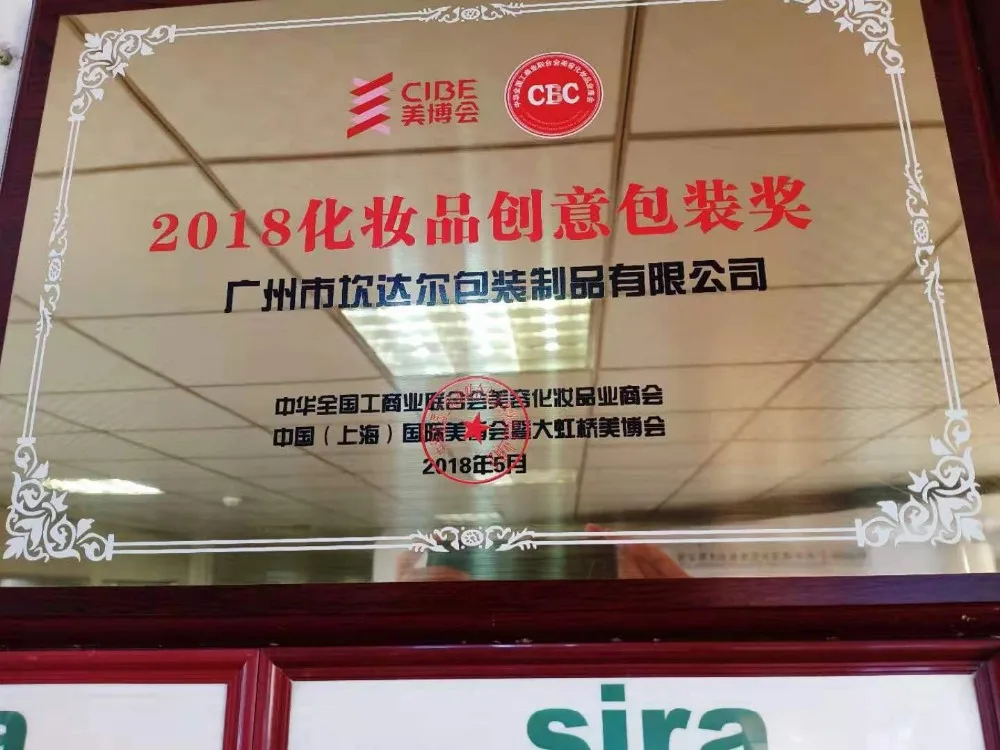 CIBE
美博会
CBC
2018化妆品创意包装奖
广州市坎达尔包装制品有限公司
中华全国工商业联合会美容化妆品业商会
中国（上海）国际美博会暨大虹桥美博会
2018年5月
sira